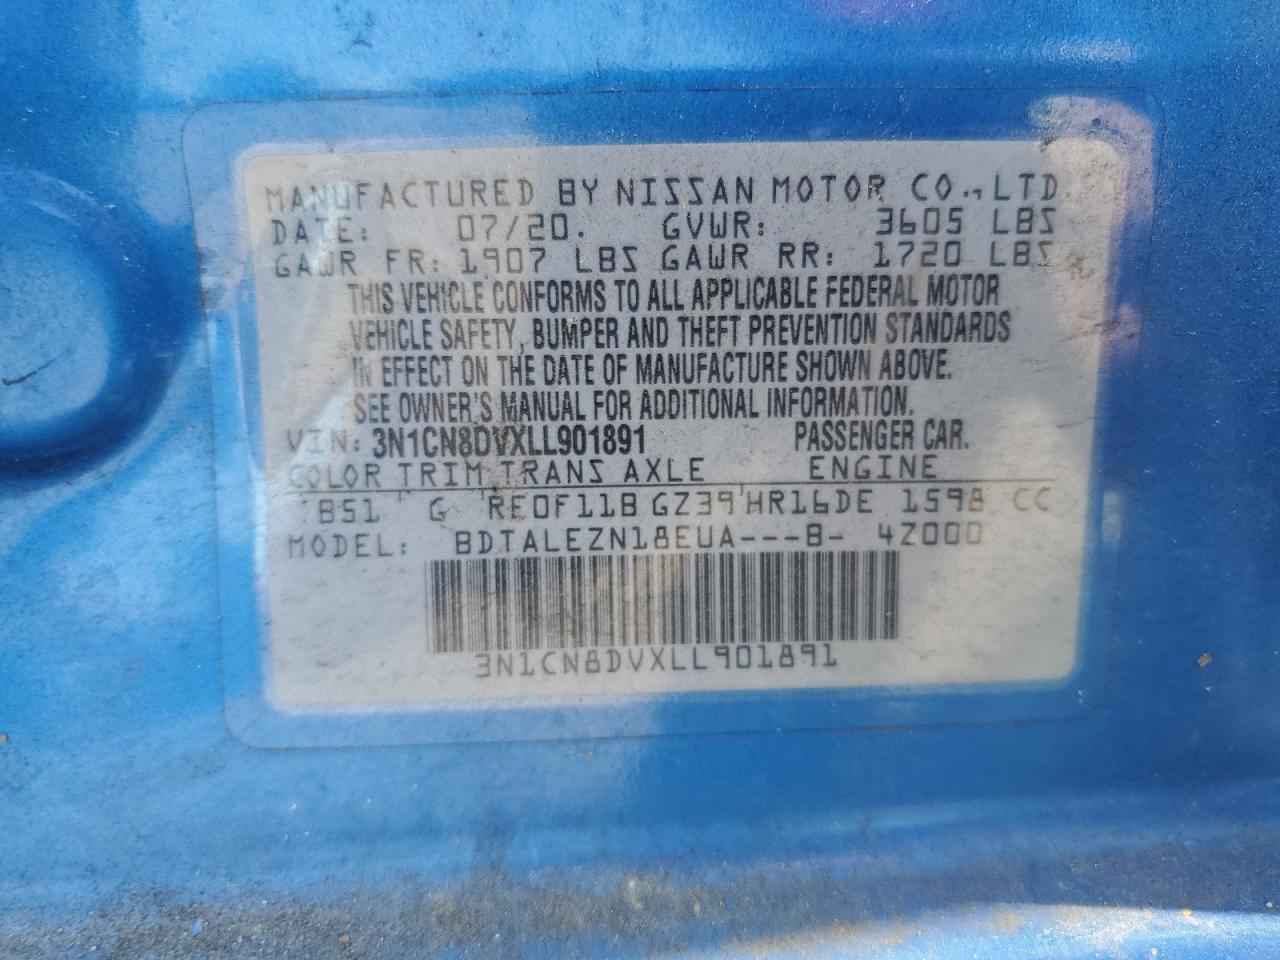 MANUFACTURED BY NISSAN MOTOR CO., LTD.
DATE: 07/20. GVWR: 3605 LBS
GAWR FR: 1907 LBS GAWR RR: 1720 LBS
THIS VEHICLE CONFORMS TO ALL APPLICABLE FEDERAL MOTOR
VEHICLE SAFETY, BUMPER AND THEFT PREVENTION STANDARDS
IN EFFECT ON THE DATE OF MANUFACTURE SHOWN ABOVE.
SEE OWNER'S MANUAL FOR ADDITIONAL INFORMATION.
VIN: 3N1CN8DVXLL901891 PASSENGER CAR.
COLOR TRIM TRANS AXLE ENGINE
B51 G RE0F11B GZ39 HR16DE 1598 CC
MODEL: BDTALEZN18EUA---B- 4Z000
3N1CN8DVXLL901891